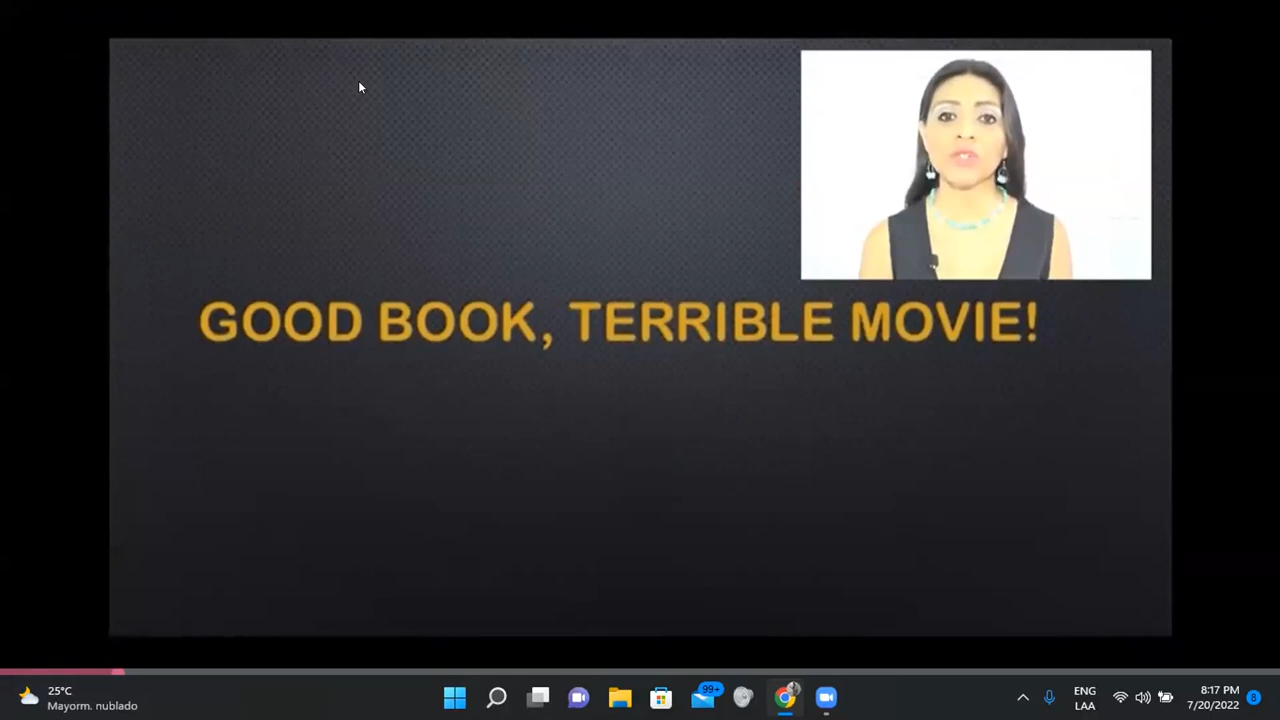 GOOD BOOK, TERRIBLE MOVIE!
25°C
Mayorm. nublado
99+
ENG
LAA
8:17 PM
7/20/2022
8